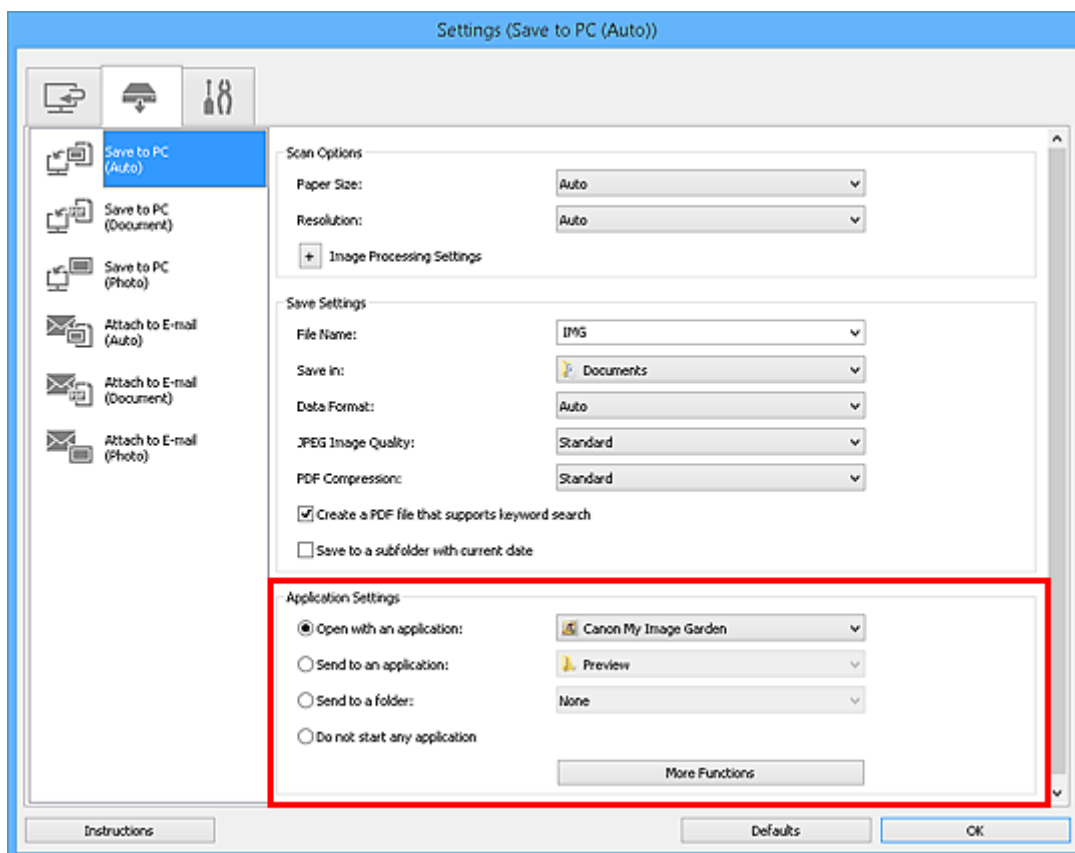 Settings (Save to PC (Auto))
Save to PC
(Auto)
Save to PC
(Document)
Save to PC
(Photo)
Attach to E-mail
(Auto)
Attach to E-mail
(Document)
Attach to E-mail
(Photo)
Scan Options
Paper Size: Auto
Resolution: Auto
+ Image Processing Settings
Save Settings
File Name: IMG
Save in: Documents
Data Format: Auto
JPEG Image Quality: Standard
PDF Compression: Standard
Create a PDF file that supports keyword search
Save to a subfolder with current date
Application Settings
Open with an application: Canon My Image Garden
Send to an application: Preview
Send to a folder: None
Do not start any application
More Functions
Instructions Defaults OK